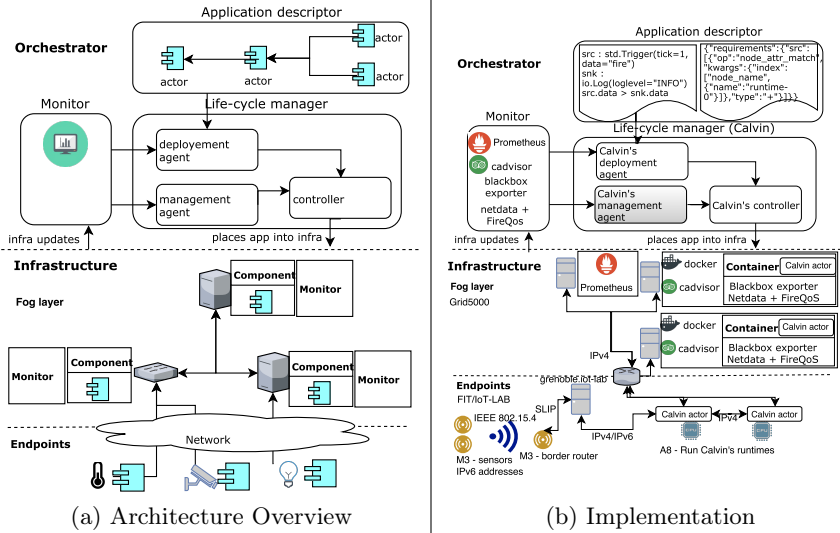 Application descriptor
Orchestrator
actor
actor
actor
actor
Monitor
Life-cycle manager
deployement
agent
management
agent
controller
infra updates
places app into infra
Infrastructure
Fog layer
Component
Monitor
Monitor
Component
Component
Monitor
Endpoints
Network
(a) Architecture Overview
Application descriptor
Orchestrator
src : std.Trigger(tick=1,
data="fire")
snk :
io.Log(loglevel="INFO")
src.data > snk.data
{"requirements":{"src":
[{"op":"node_attr_match",
"kwargs":{"index":
["node_name",
{"name":"runtime-
0"}]},"type":"+"}]}}
Monitor
Life-cycle manager (Calvin)
Prometheus
cadvisor
blackbox
exporter
netdata +
FireQos
Calvin's
deployment
agent
Calvin's
management
agent
Calvin's controller
infra updates
places app into infra
Infrastructure
Fog layer
Grid5000
Prometheus
docker
cadvisor
Container
Calvin actor
Blackbox exporter
Netdata + FireQoS
docker
cadvisor
Container
Calvin actor
Blackbox exporter
Netdata + FireQoS
IPv4
Endpoints
FIT/IoT-LAB
grenoble.iot-lab
IEEE 802.15.4
SLIP
M3 - sensors
IPv6 addresses
M3 - border router
IPv4/IPv6
Calvin actor
IPv4
Calvin actor
CPU
CPU
A8 - Run Calvin's runtimes
(b) Implementation